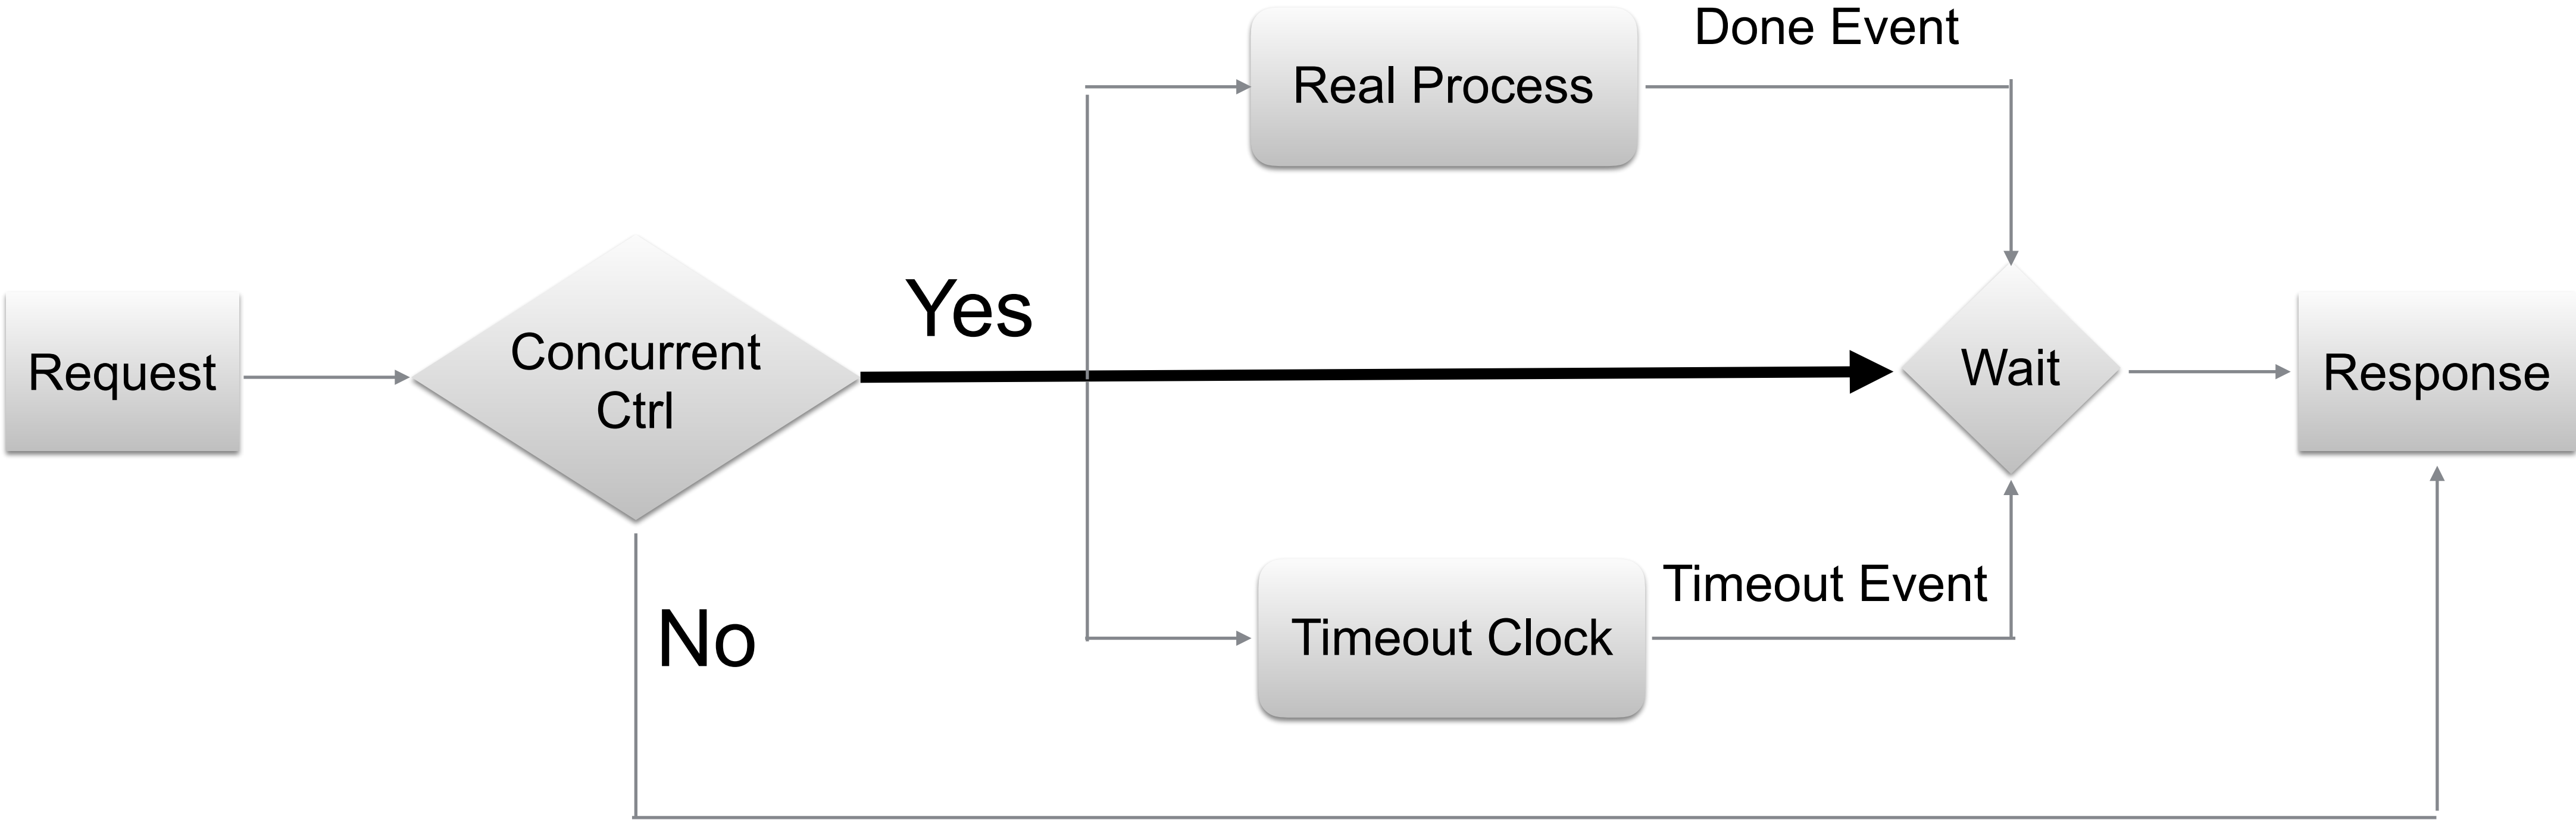 Done Event
Real Process
Yes
Request
Concurrent
Ctrl
Wait
Response
Timeout Event
Timeout Clock
No